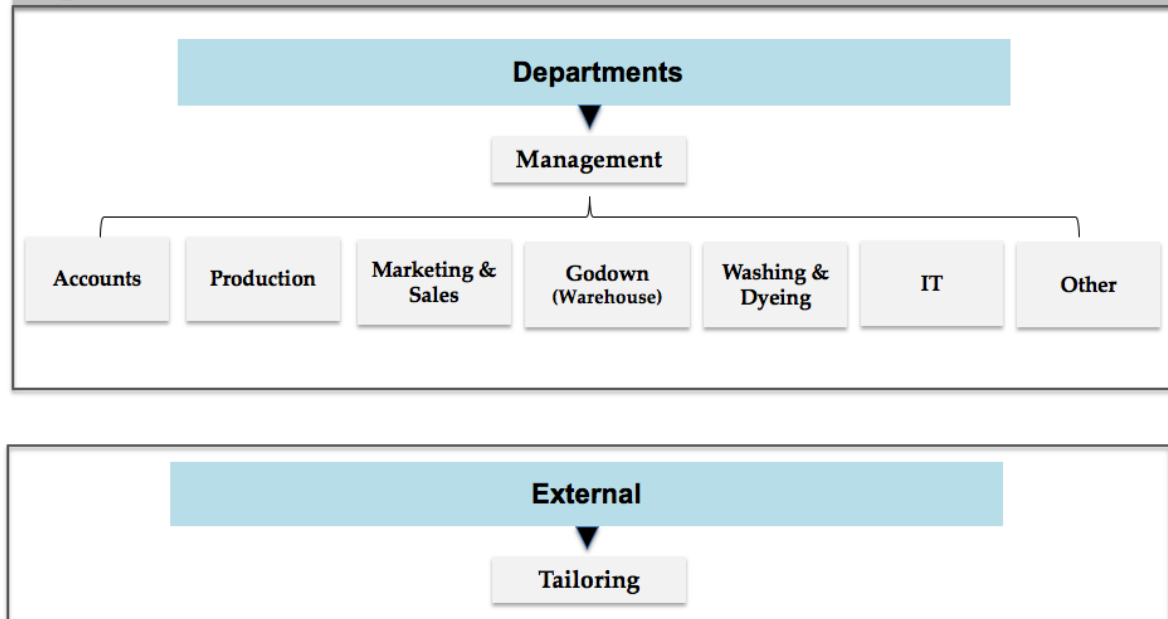 Departments
Management
Accounts
Production
Marketing &
Sales
Godown
(Warehouse)
Washing &
Dyeing
IT
Other
External
Tailoring